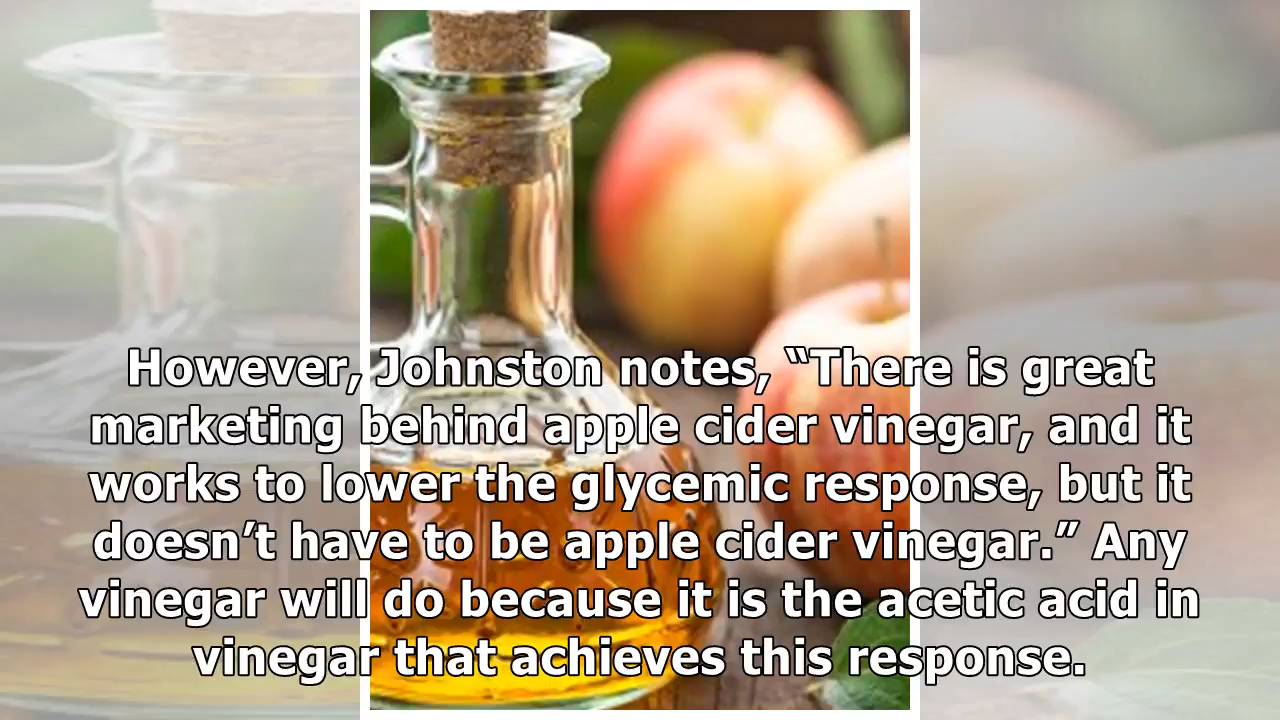 However, Johnston notes, “There is great
marketing behind apple cider vinegar, and it
works to lower the glycemic response, but it
doesn’t have to be apple cider vinegar.” Any
vinegar will do because it is the acetic acid in
vinegar that achieves this response.